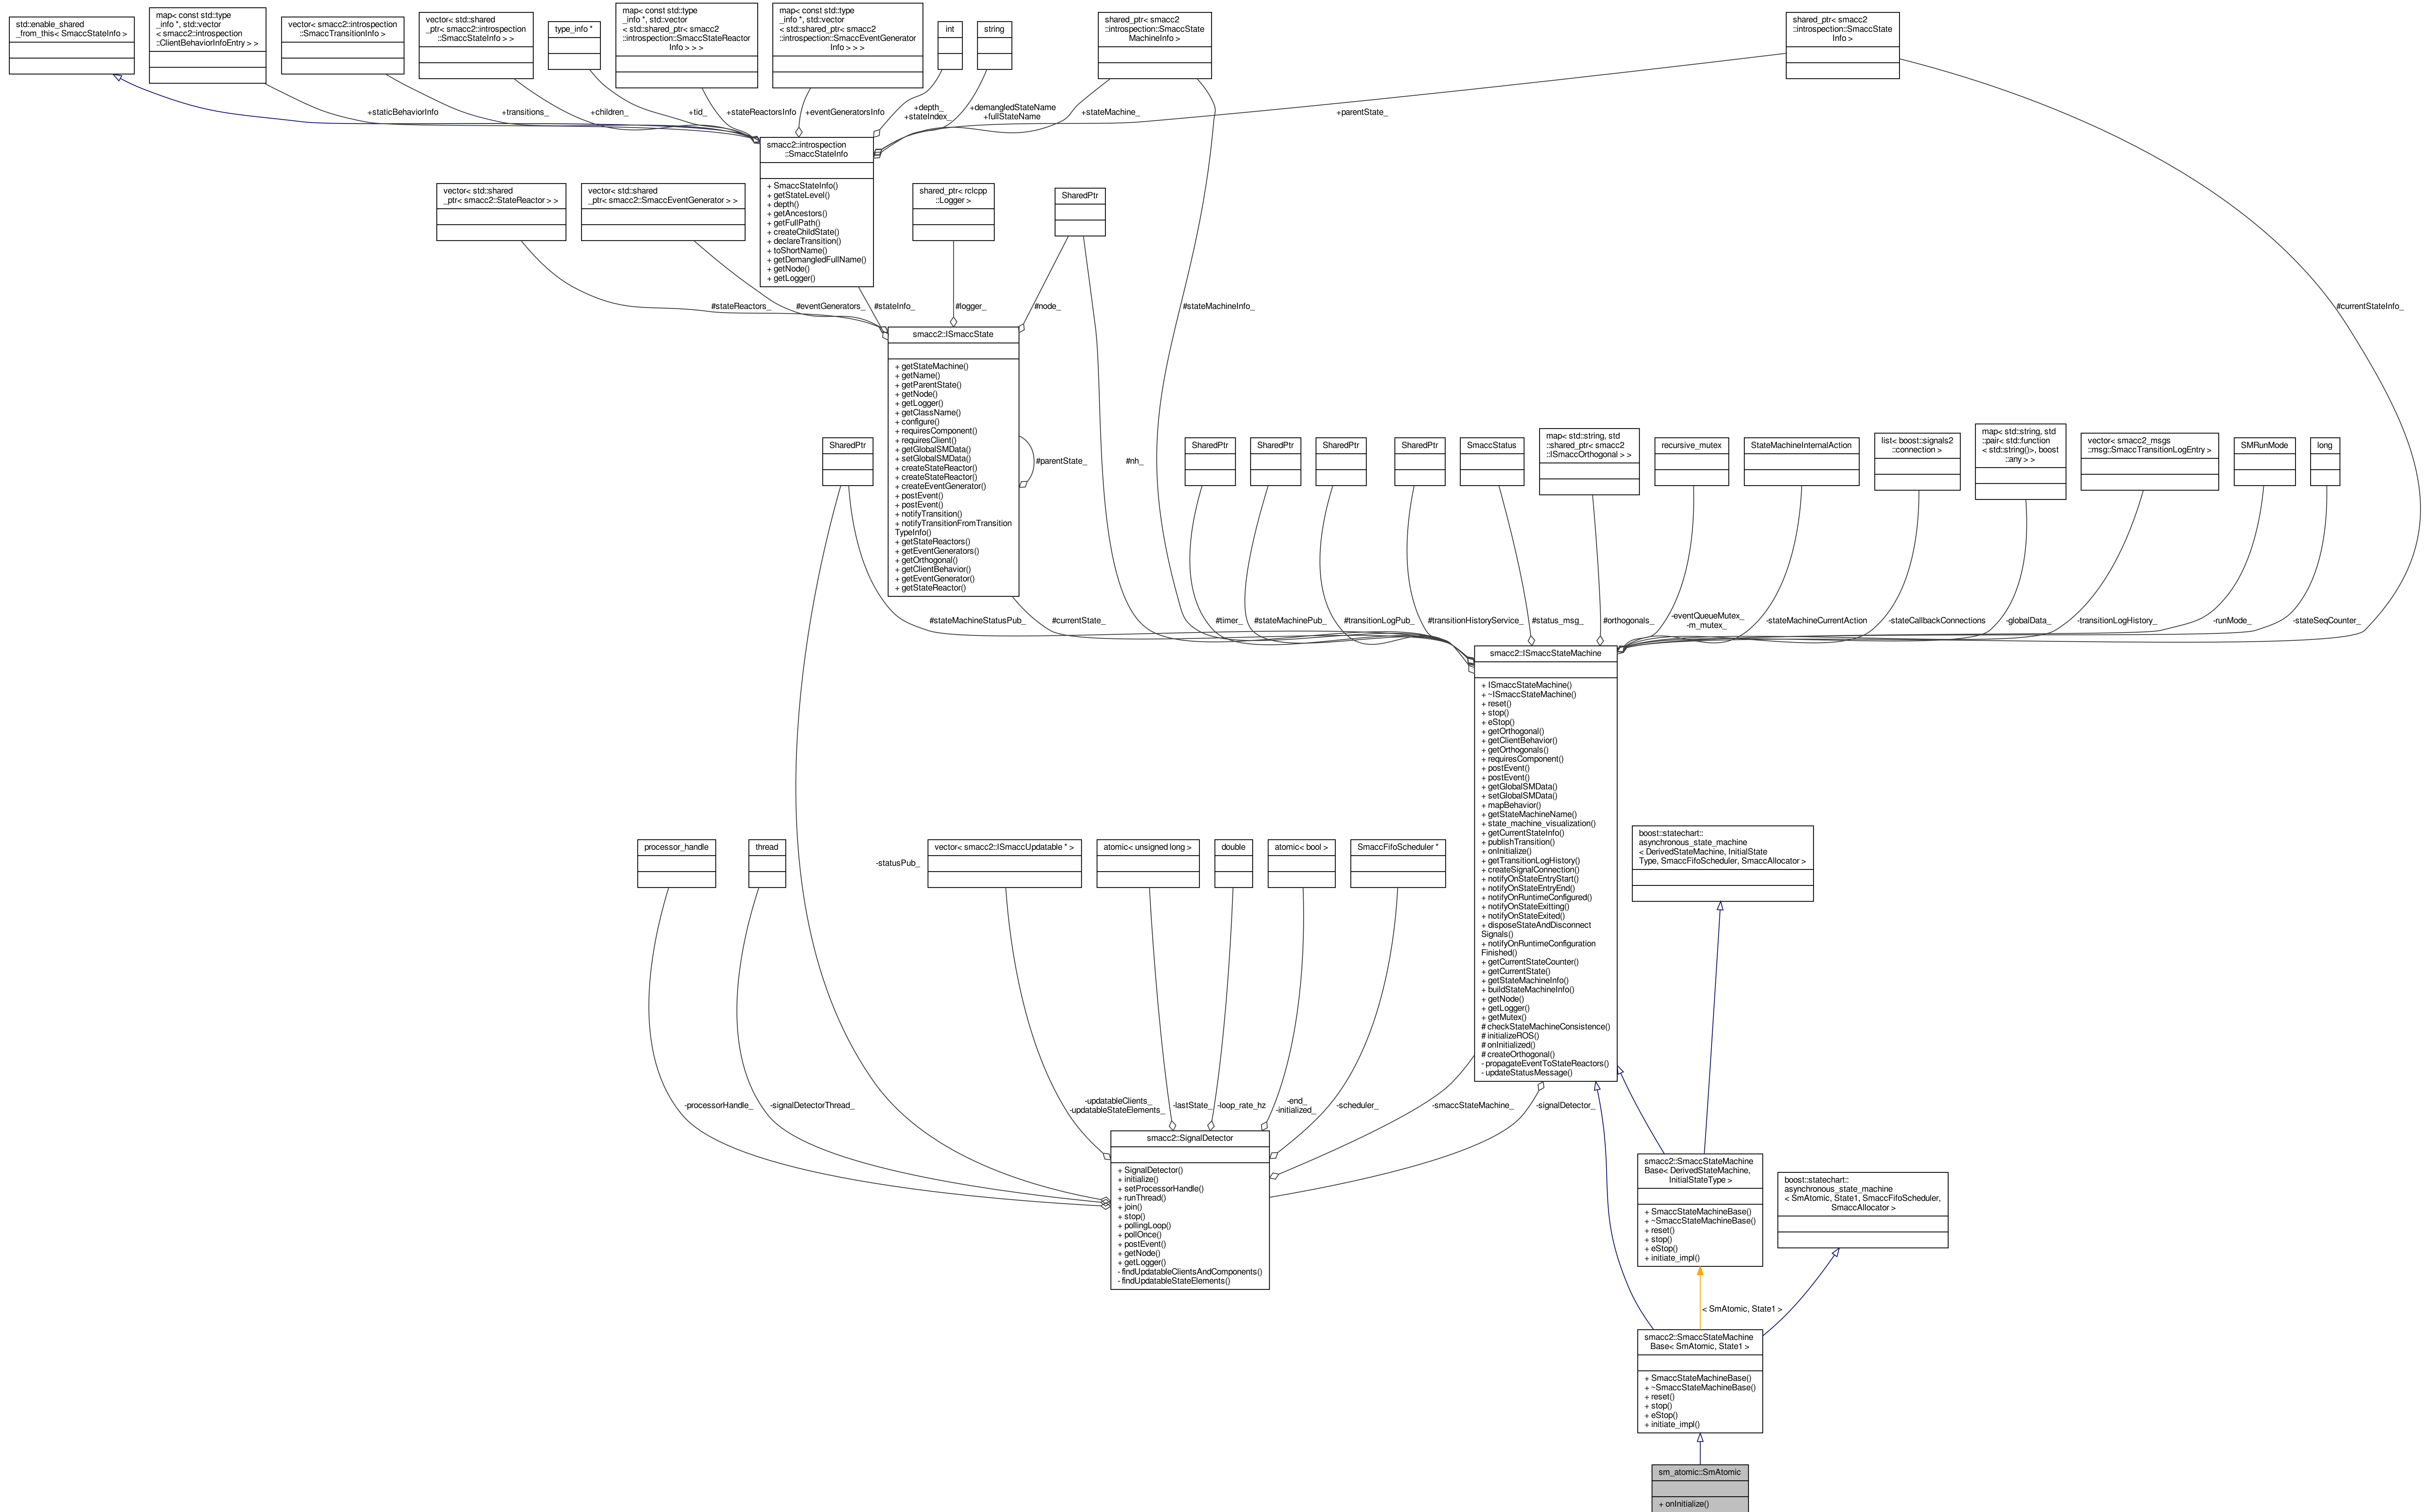 std::enable_shared
_from_this< SmaccStateInfo >
map< const std::type
_info *, std::vector
< smacc2::introspection
::ClientBehaviorInfoEntry > >
vector< smacc2::introspection
::SmaccTransitionInfo >
vector< std::shared
_ptr< smacc2::introspection
::SmaccStateInfo > >
type_info *
map< const std::type
_info *, std::vector
< std::shared_ptr< smacc2
::introspection::SmaccStateReactor
Info > > >
map< const std::type
_info *, std::vector
< std::shared_ptr< smacc2
::introspection::SmaccEventGenerator
Info > > >
int
string
shared_ptr< smacc2
::introspection::SmaccState
MachineInfo >
shared_ptr< smacc2
::introspection::SmaccState
Info >
+staticBehaviorInfo
+transitions_
+children_
+tid_
+stateReactorsInfo
+eventGeneratorsInfo
+depth_
+stateIndex_
+demangledStateName
+fullStateName
+stateMachine_
+parentState_
smacc2::introspection
::SmaccStateInfo
+ SmaccStateInfo()
+ getStateLevel()
+ depth()
+ getAncestors()
+ getFullPath()
+ createChildState()
+ declareTransition()
+ toShortName()
+ getDemangledFullName()
+ getNode()
+ getLogger()
vector< std::shared
_ptr< smacc2::StateReactor > >
vector< std::shared
_ptr< smacc2::SmaccEventGenerator > >
shared_ptr< rclcpp
::Logger >
SharedPtr
#stateReactors_
#eventGenerators_
#stateInfo_
#logger_
#node_
#stateMachineInfo_
#currentStateInfo_
smacc2::ISmaccState
+ getStateMachine()
+ getName()
+ getParentState()
+ getNode()
+ getLogger()
+ getClassName()
+ configure()
+ requiresComponent()
+ requiresClient()
+ getGlobalSMData()
+ setGlobalSMData()
+ createStateReactor()
+ createStateReactor()
+ createEventGenerator()
+ postEvent()
+ postEvent()
+ notifyTransition()
+ notifyTransitionFromTransition
TypeInfo()
+ getStateReactors()
+ getEventGenerators()
+ getOrthogonal()
+ getClientBehavior()
+ getEventGenerator()
+ getStateReactor()
#parentState_
#nh_
SharedPtr
SharedPtr
SharedPtr
SharedPtr
SharedPtr
SmaccStatus
map< std::string, std
::shared_ptr< smacc2
::ISmaccOrthogonal > >
recursive_mutex
StateMachineInternalAction
list< boost::signals2
::connection >
map< std::string, std
::pair< std::function
< std::string()>, boost
::any > >
vector< smacc2_msgs
::msg::SmaccTransitionLogEntry >
SMRunMode
long
#stateMachineStatusPub_
#currentState_
#timer_
#stateMachinePub_
#transitionLogPub_
#transitionHistoryService_
#status_msg_
#orthogonals_
-eventQueueMutex_
-m_mutex_
-stateMachineCurrentAction
-stateCallbackConnections
-globalData_
-transitionLogHistory_
-runMode_
-stateSeqCounter_
smacc2::ISmaccStateMachine
+ ISmaccStateMachine()
+ ~ISmaccStateMachine()
+ reset()
+ stop()
+ eStop()
+ getOrthogonal()
+ getClientBehavior()
+ getOrthogonals()
+ requiresComponent()
+ postEvent()
+ postEvent()
+ getGlobalSMData()
+ setGlobalSMData()
+ mapBehavior()
+ getStateMachineName()
+ state_machine_visualization()
+ getCurrentStateInfo()
+ publishTransition()
+ onInitialize()
+ getTransitionLogHistory()
+ createSignalConnection()
+ notifyOnStateEntryStart()
+ notifyOnStateEntryEnd()
+ notifyOnRuntimeConfigured()
+ notifyOnStateExitting()
+ notifyOnStateExited()
+ disposeStateAndDisconnect
Signals()
+ notifyOnRuntimeConfiguration
Finished()
+ getCurrentStateCounter()
+ getCurrentState()
+ getStateMachineInfo()
+ buildStateMachineInfo()
+ getNode()
+ getLogger()
+ getMutex()
# checkStateMachineConsistence()
# initializeROS()
# onInitialized()
# createOrthogonal()
- propagateEventToStateReactors()
- updateStatusMessage()
processor_handle
thread
-statusPub_
vector< smacc2::ISmaccUpdatable * >
atomic< unsigned long >
double
atomic< bool >
SmaccFifoScheduler *
boost::statechart::
asynchronous_state_machine
< DerivedStateMachine, InitialState
Type, SmaccFifoScheduler, SmaccAllocator >
-processorHandle_
-signalDetectorThread_
-updatableClients_
-updatableStateElements_
-lastState_
-loop_rate_hz
-end_
-initialized_
-scheduler_
-smaccStateMachine_
-signalDetector_
smacc2::SignalDetector
+ SignalDetector()
+ initialize()
+ setProcessorHandle()
+ runThread()
+ join()
+ stop()
+ pollingLoop()
+ pollOnce()
+ postEvent()
+ getNode()
+ getLogger()
- findUpdatableClientsAndComponents()
- findUpdatableStateElements()
smacc2::SmaccStateMachine
Base< DerivedStateMachine,
InitialStateType >
+ SmaccStateMachineBase()
+ ~SmaccStateMachineBase()
+ reset()
+ stop()
+ eStop()
+ initiate_impl()
boost::statechart::
asynchronous_state_machine
< SmAtomic, State1, SmaccFifoScheduler,
SmaccAllocator >
< SmAtomic, State1 >
smacc2::SmaccStateMachine
Base< SmAtomic, State1 >
+ SmaccStateMachineBase()
+ ~SmaccStateMachineBase()
+ reset()
+ stop()
+ eStop()
+ initiate_impl()
sm_atomic::SmAtomic
+ onInitialize()